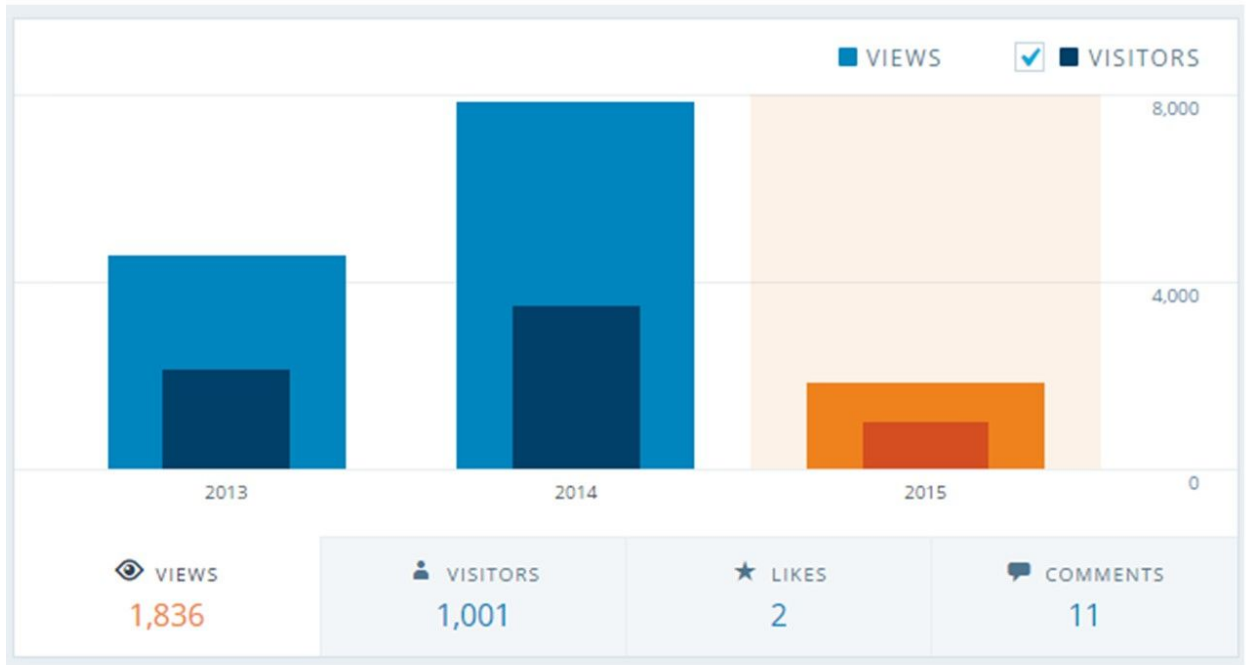 VIEWS VISITORS
8,000
4,000
0
2013 2014 2015
VIEWS VISITORS LIKES COMMENTS
1,836 1,001 2 11